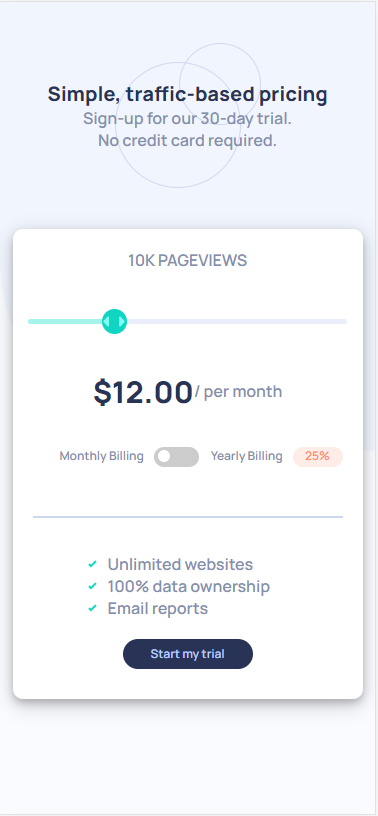 Simple, traffic-based pricing
Sign-up for our 30-day trial.
No credit card required.
10K PAGEVIEWS
$12.00/ per month
Monthly Billing Yearly Billing 25%
Unlimited websites
100% data ownership
Email reports
Start my trial